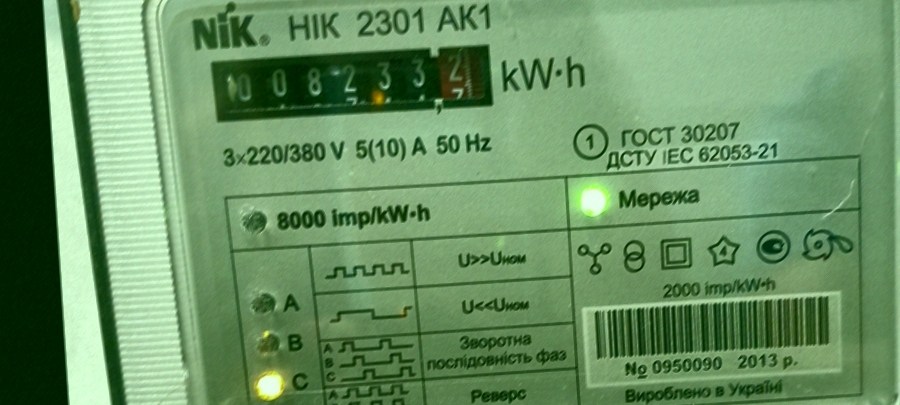 NiK. НІК 2301 АК1
0 0 8 2 3 3 2 kW·h
3×220/380 V 5(10) A 50 Hz
1 ГОСТ 30207
ДСТУ IEC 62053-21
8000 imp/kW·h
Мережа
U>>Uном
A
U<<Uном
4
2000 imp/kW·h
B
A
B
C
Зворотна
послідовність фаз
№ 0950090 2013 р.
C
A
Реверс
Вироблено в Україні